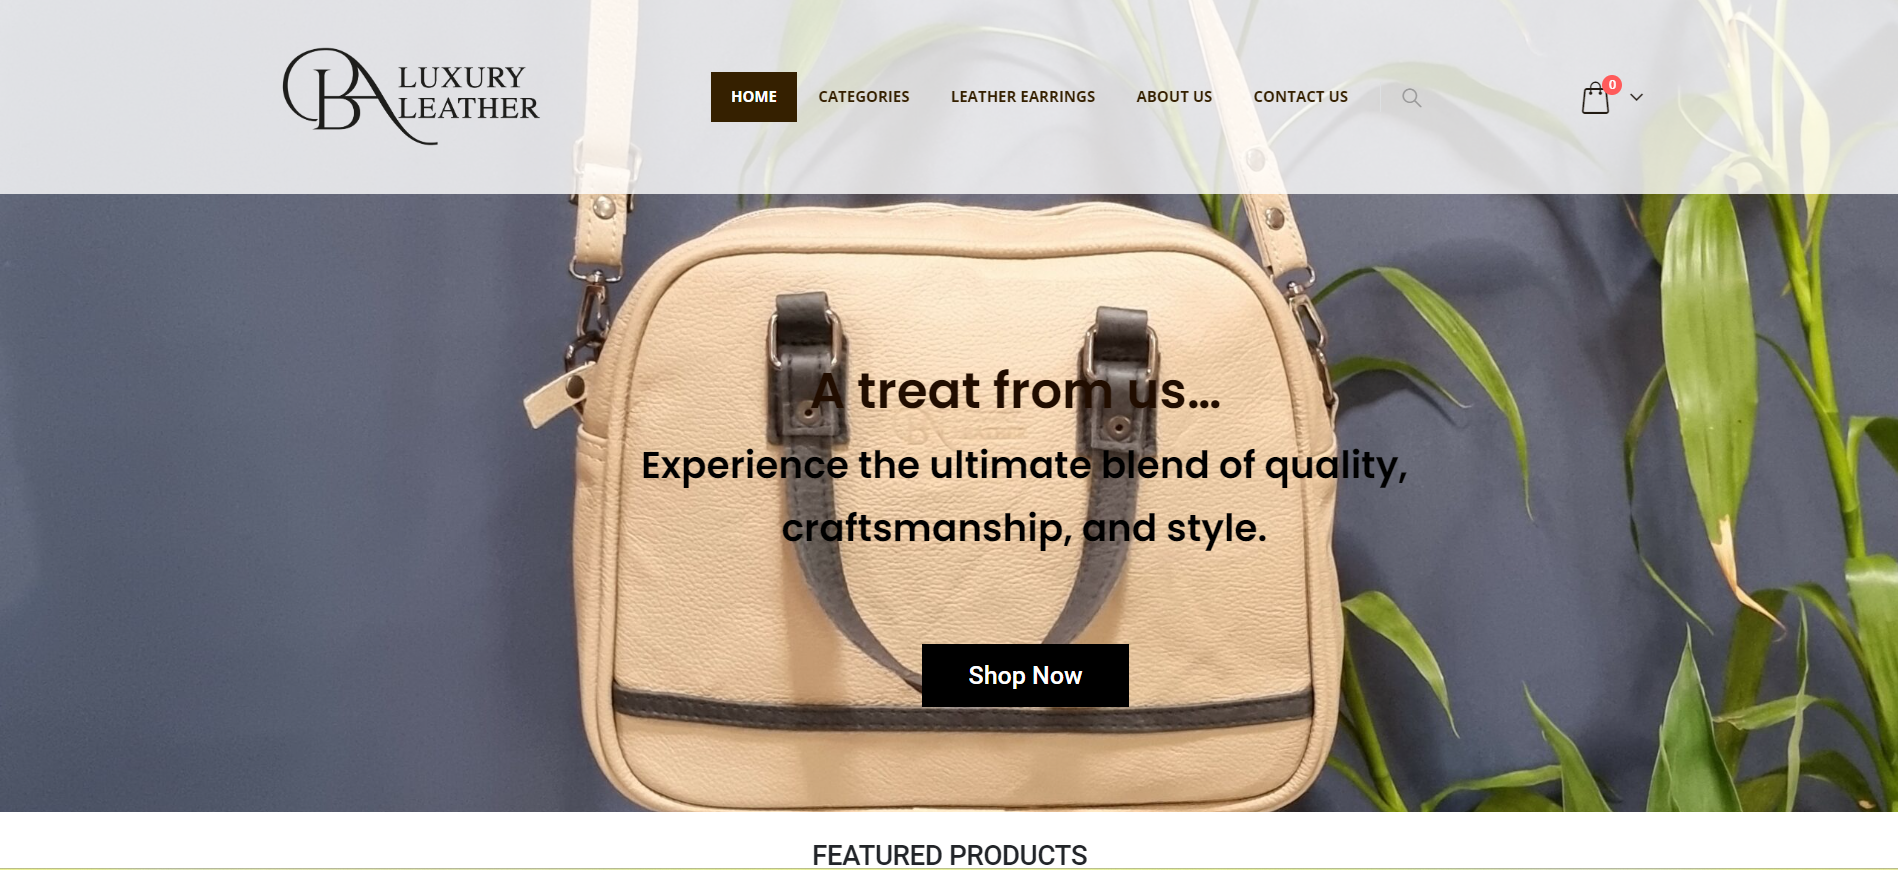 BA LUXURY
LEATHER
HOME CATEGORIES LEATHER EARRINGS ABOUT US CONTACT US
0
A treat from us...
Experience the ultimate blend of quality,
craftsmanship, and style.
Shop Now
FEATURED PRODUCTS